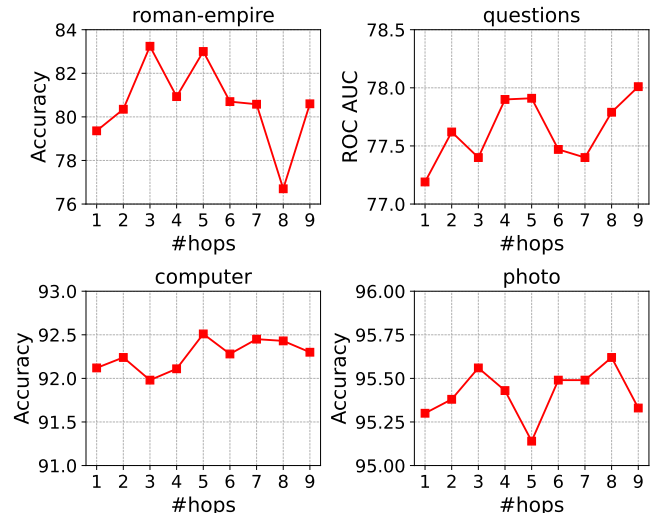 roman-empire
Accuracy
84
82
80
78
76
1 2 3 4 5 6 7 8 9
#hops
questions
ROC AUC
78.5
78.0
77.5
77.0
1 2 3 4 5 6 7 8 9
#hops
computer
Accuracy
93.0
92.5
92.0
91.5
91.0
1 2 3 4 5 6 7 8 9
#hops
photo
Accuracy
96.00
95.75
95.50
95.25
95.00
1 2 3 4 5 6 7 8 9
#hops